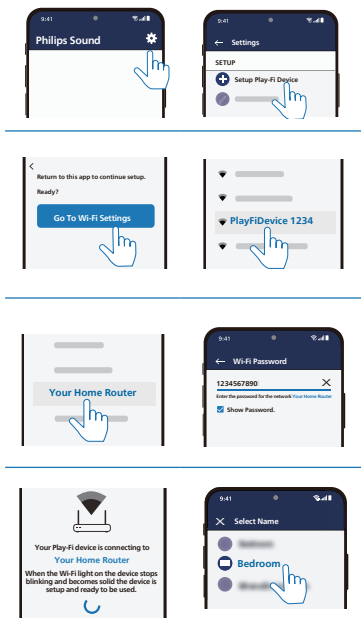 9:41
Philips Sound
9:41
← Settings
SETUP
Setup Play-Fi Device
<
Return to this app to continue setup.
Ready?
Go To Wi-Fi Settings
PlayFiDevice 1234
Your Home Router
9:41
← Wi-Fi Password
1234567890
Enter the password for the network Your Home Router
Show Password.
Your Play-Fi device is connecting to
Your Home Router
When the Wi-Fi light on the device stops
blinking and becomes solid the device is
setup and ready to be used.
9:41
Select Name
Bedroom